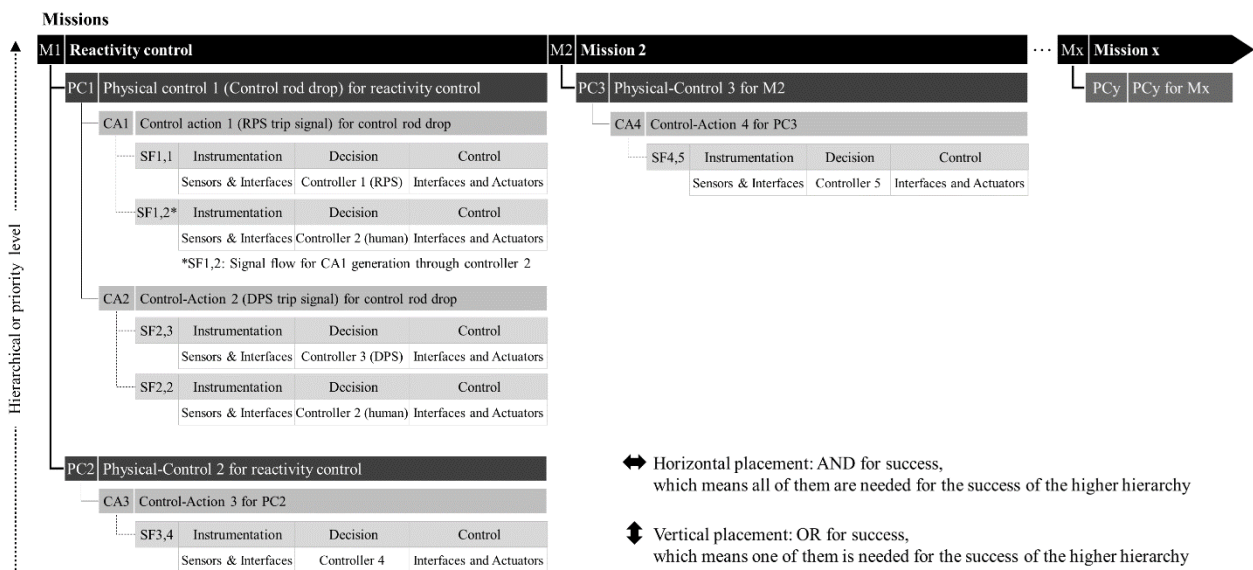 Missions
M1 Reactivity control M2 Mission 2 ··· Mx Mission x
PC1 Physical control 1 (Control rod drop) for reactivity control PC3 Physical-Control 3 for M2 PCy PCy for Mx
CA1 Control action 1 (RPS trip signal) for control rod drop CA4 Control-Action 4 for PC3
SF1,1 Instrumentation Decision Control SF4,5 Instrumentation Decision Control
Sensors & Interfaces Controller 1 (RPS) Interfaces and Actuators Sensors & Interfaces Controller 5 Interfaces and Actuators
SF1,2* Instrumentation Decision Control
Sensors & Interfaces Controller 2 (human) Interfaces and Actuators
*SF1,2: Signal flow for CA1 generation through controller 2
CA2 Control-Action 2 (DPS trip signal) for control rod drop
SF2,3 Instrumentation Decision Control
Sensors & Interfaces Controller 3 (DPS) Interfaces and Actuators
SF2,2 Instrumentation Decision Control
Sensors & Interfaces Controller 2 (human) Interfaces and Actuators
PC2 Physical-Control 2 for reactivity control
CA3 Control-Action 3 for PC2
SF3,4 Instrumentation Decision Control
Sensors & Interfaces Controller 4 Interfaces and Actuators
Hierarchical or priority level
Horizontal placement: AND for success,
which means all of them are needed for the success of the higher hierarchy
Vertical placement: OR for success,
which means one of them is needed for the success of the higher hierarchy